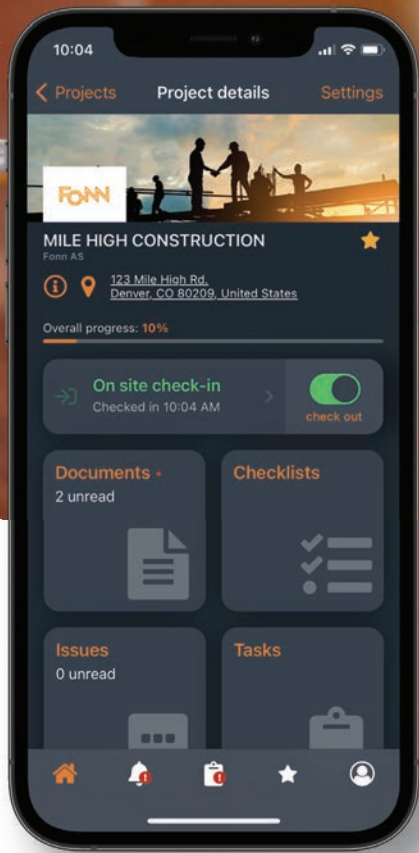 10:04
Projects Project details Settings
FONN
MILE HIGH CONSTRUCTION
Fonn AS
123 Mile High Rd.
Denver, CO 80209, United States
Overall progress: 10%
On site check-in
Checked in 10:04 AM
check out
Documents
2 unread
Checklists
Issues
0 unread
Tasks